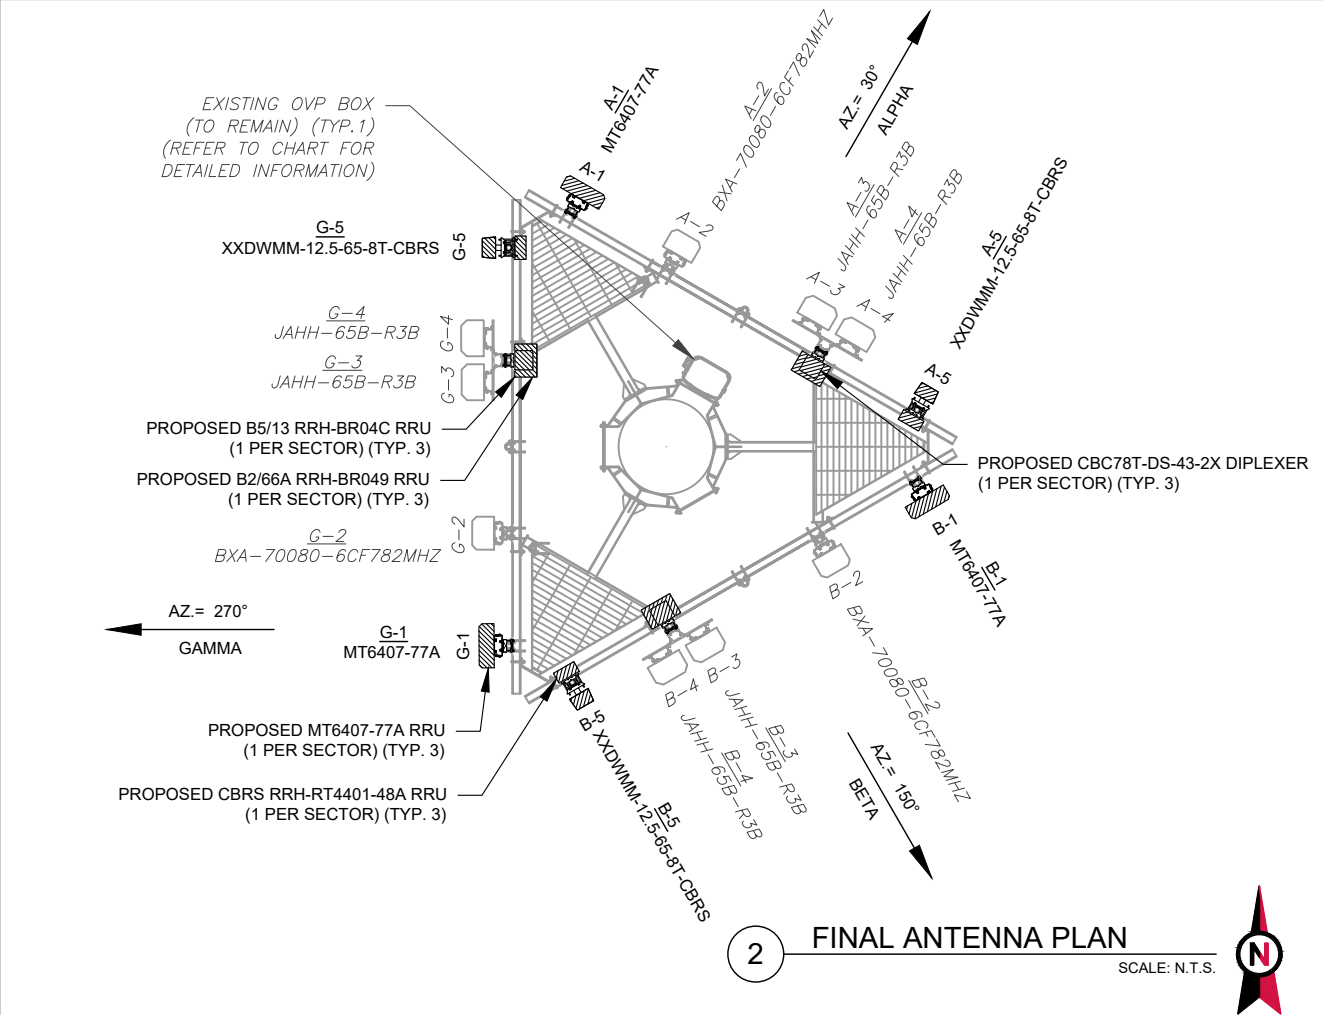 EXISTING OVP BOX
(TO REMAIN) (TYP.1)
(REFER TO CHART FOR
DETAILED INFORMATION)
A-1
MT6407-77A
A-1
A-2
BXA-70080-6CF782MHZ
A-2
AZ.= 30°
ALPHA
A-3
JAHH-65B-R3B
A-3
A-4
JAHH-65B-R3B
A-4
A-5
XXDWMM-12.5-65-8T-CBRS
A-5
G-5
XXDWMM-12.5-65-8T-CBRS
G-5
G-4
JAHH-65B-R3B
G-4
G-3
JAHH-65B-R3B
G-3
PROPOSED B5/13 RRH-BR04C RRU
(1 PER SECTOR) (TYP. 3)
PROPOSED B2/66A RRH-BR049 RRU
(1 PER SECTOR) (TYP. 3)
PROPOSED CBC78T-DS-43-2X DIPLEXER
(1 PER SECTOR) (TYP. 3)
G-2
BXA-70080-6CF782MHZ
G-2
B-1
B-1
MT6407-77A
B-2
B-2
BXA-70080-6CF782MHZ
AZ.= 270°
GAMMA
G-1
MT6407-77A
G-1
B-3
B-3
JAHH-65B-R3B
B-4
B-4
JAHH-65B-R3B
B-5
B-5
XXDWMM-12.5-65-8T-CBRS
PROPOSED MT6407-77A RRU
(1 PER SECTOR) (TYP. 3)
PROPOSED CBRS RRH-RT4401-48A RRU
(1 PER SECTOR) (TYP. 3)
AZ.= 150°
BETA
2
FINAL ANTENNA PLAN
SCALE: N.T.S.
N